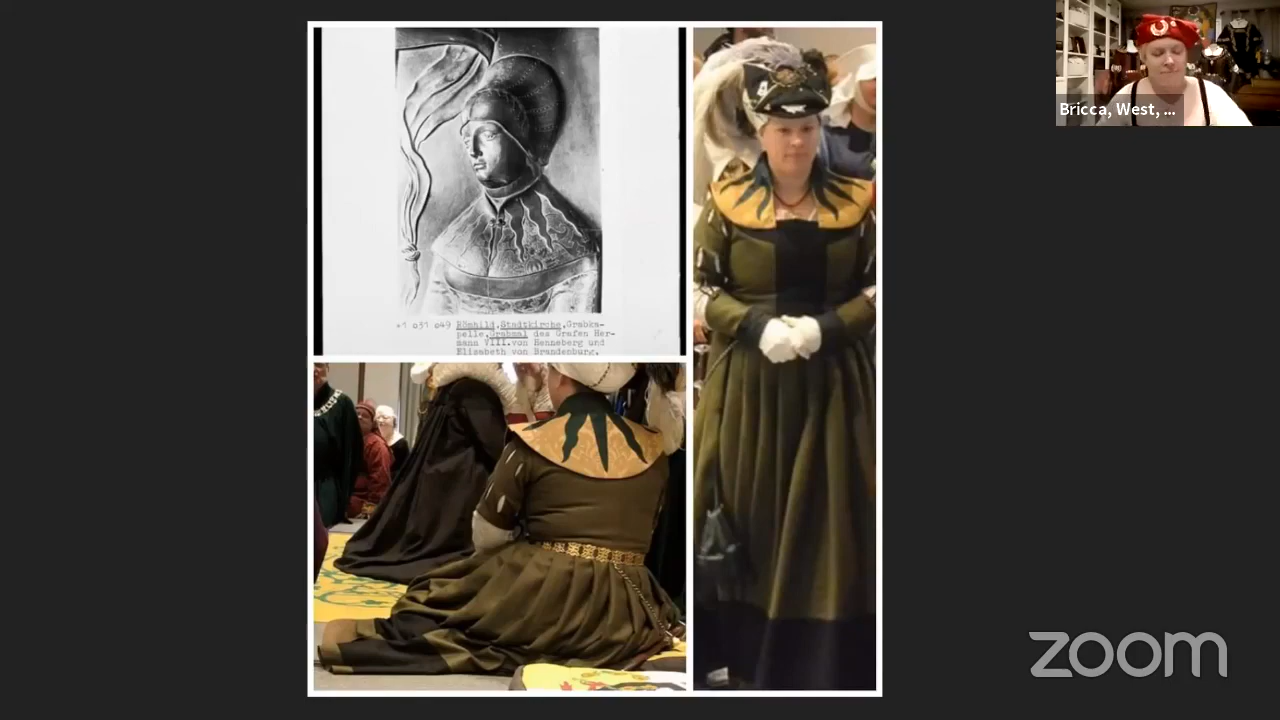 Bricca, West, ...
+1 031 049 Römhild, Stadtkirche, Grabka-
pelle, Grabmal des Grafen Her-
mann VIII. von Henneberg und
Elisabeth von Brandenburg.
zoom